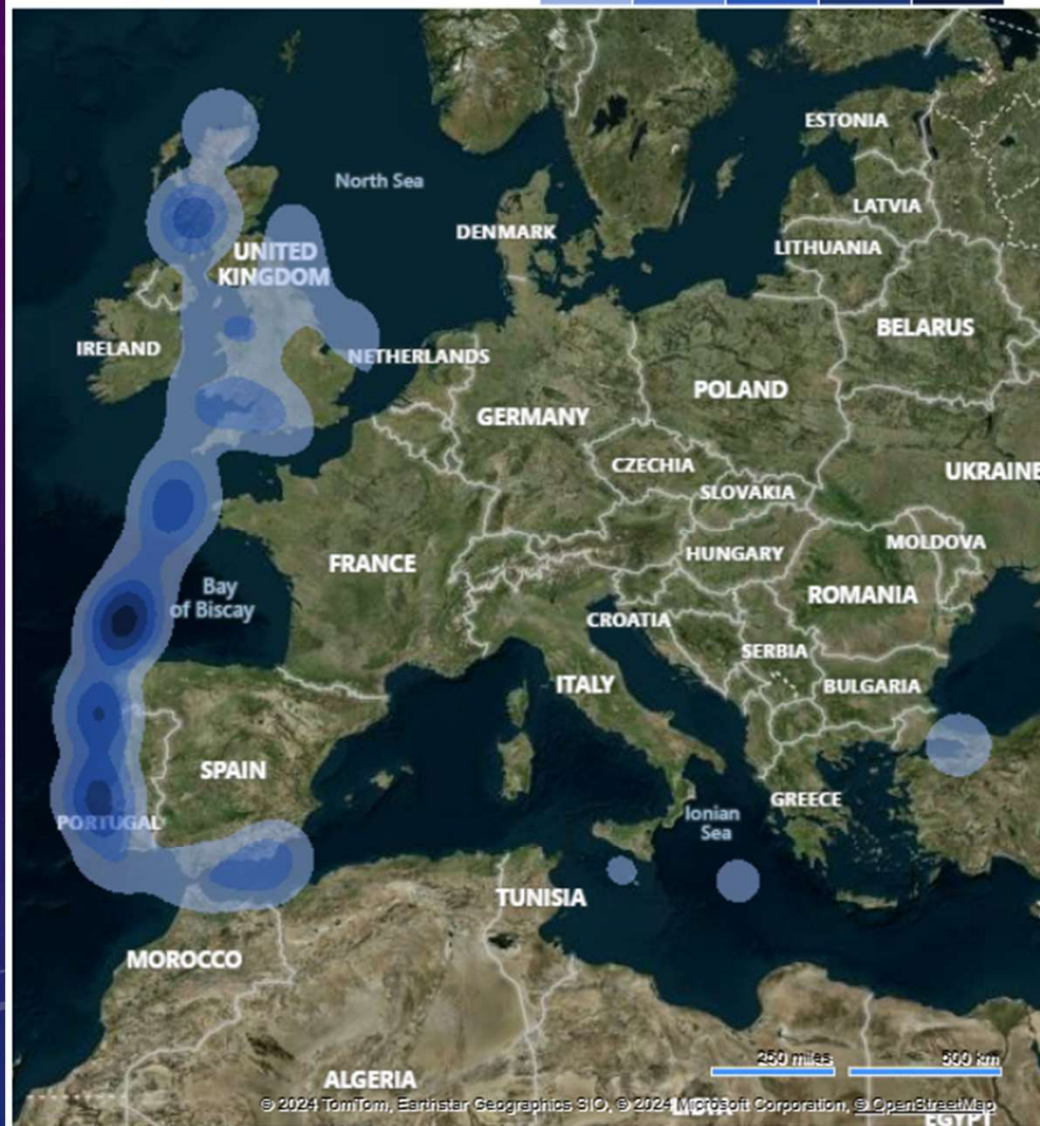 ESTONIA
North Sea
LATVIA
DENMARK
LITHUANIA
UNITED
KINGDOM
BELARUS
IRELAND
NETHERLANDS
POLAND
GERMANY
CZECHIA
UKRAINE
SLOVAKIA
MOLDOVA
HUNGARY
FRANCE
Bay
of Biscay
ROMANIA
CROATIA
SERBIA
ITALY
BULGARIA
SPAIN
GREECE
Ionian
Sea
PORTUGAL
TUNISIA
MOROCCO
250 miles
500 km
ALGERIA
LIBYA
© 2024 TomTom, Earthstar Geographics SIO, © 2024 Microsoft Corporation, © OpenStreetMap
EGYPT